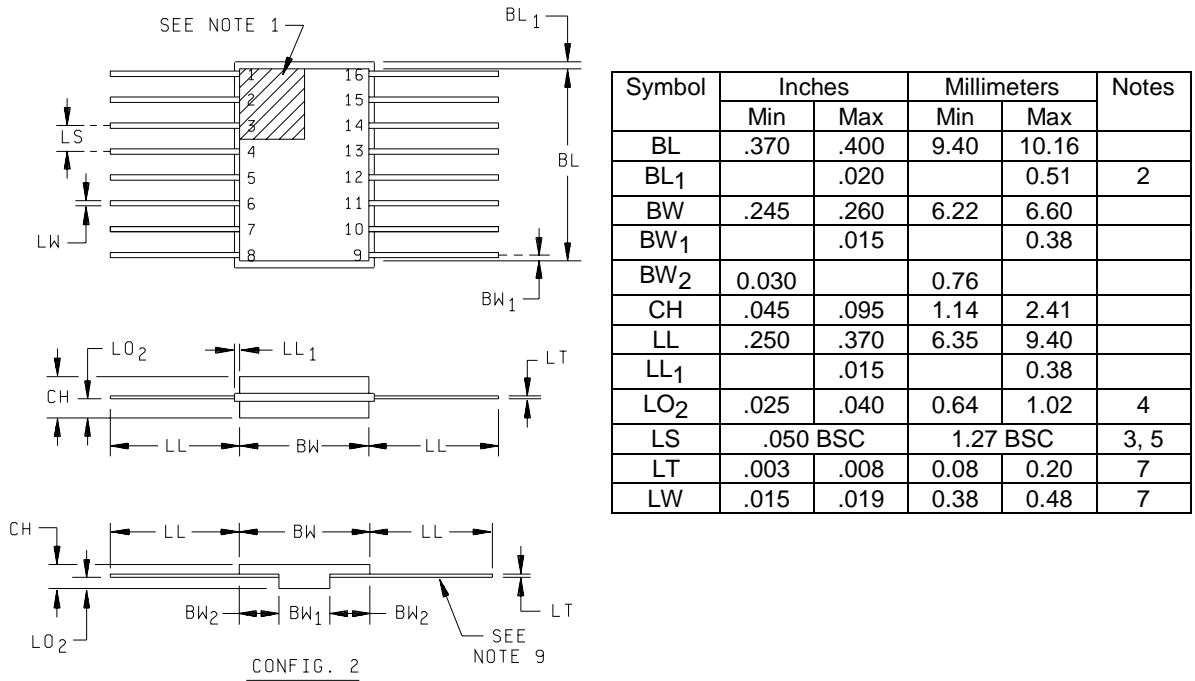 SEE NOTE 1
BL1
1 16
2 15
3 14
4 13
5 12
6 11
7 10
8 9
LS
LW
BL
BW1
LO2
LL1
LT
CH
LL BW LL
CH
LL BW LL
BW2 BW1 BW2
LT
LO2
SEE
NOTE 9
CONFIG. 2
Symbol Inches Millimeters Notes
Min Max Min Max
BL .370 .400 9.40 10.16
BL1 .020 0.51 2
BW .245 .260 6.22 6.60
BW1 .015 0.38
BW2 0.030 0.76
CH .045 .095 1.14 2.41
LL .250 .370 6.35 9.40
LL1 .015 0.38
LO2 .025 .040 0.64 1.02 4
LS .050 BSC 1.27 BSC 3, 5
LT .003 .008 0.08 0.20 7
LW .015 .019 0.38 0.48 7